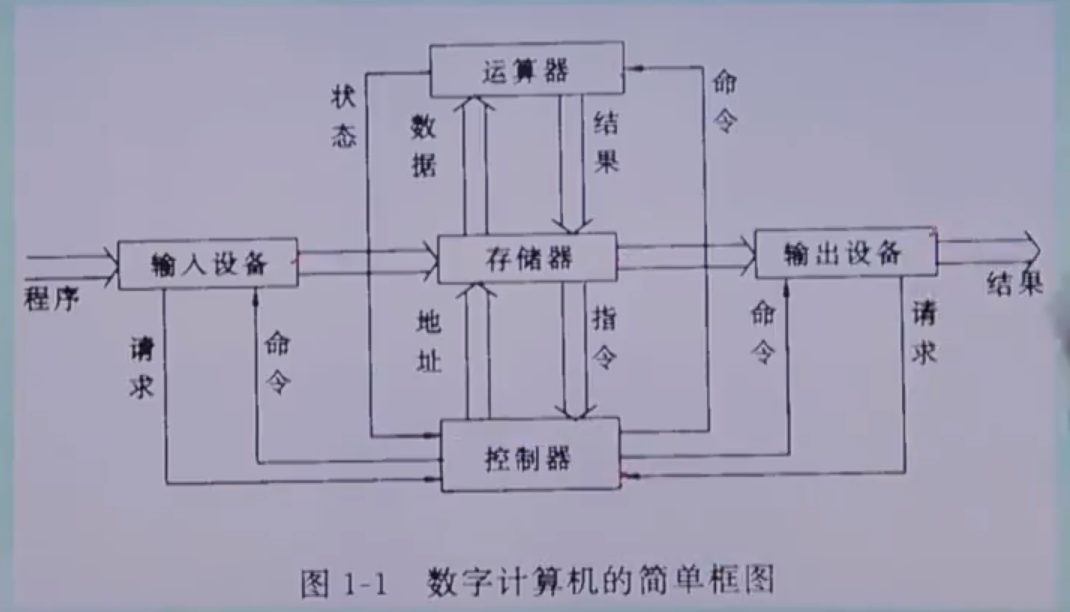 运算器
状态
数据
结果
命令
输入设备
存储器
输出设备
程序
结果
请求
命令
地址
指令
命令
请求
控制器
图 1-1 数字计算机的简单框图